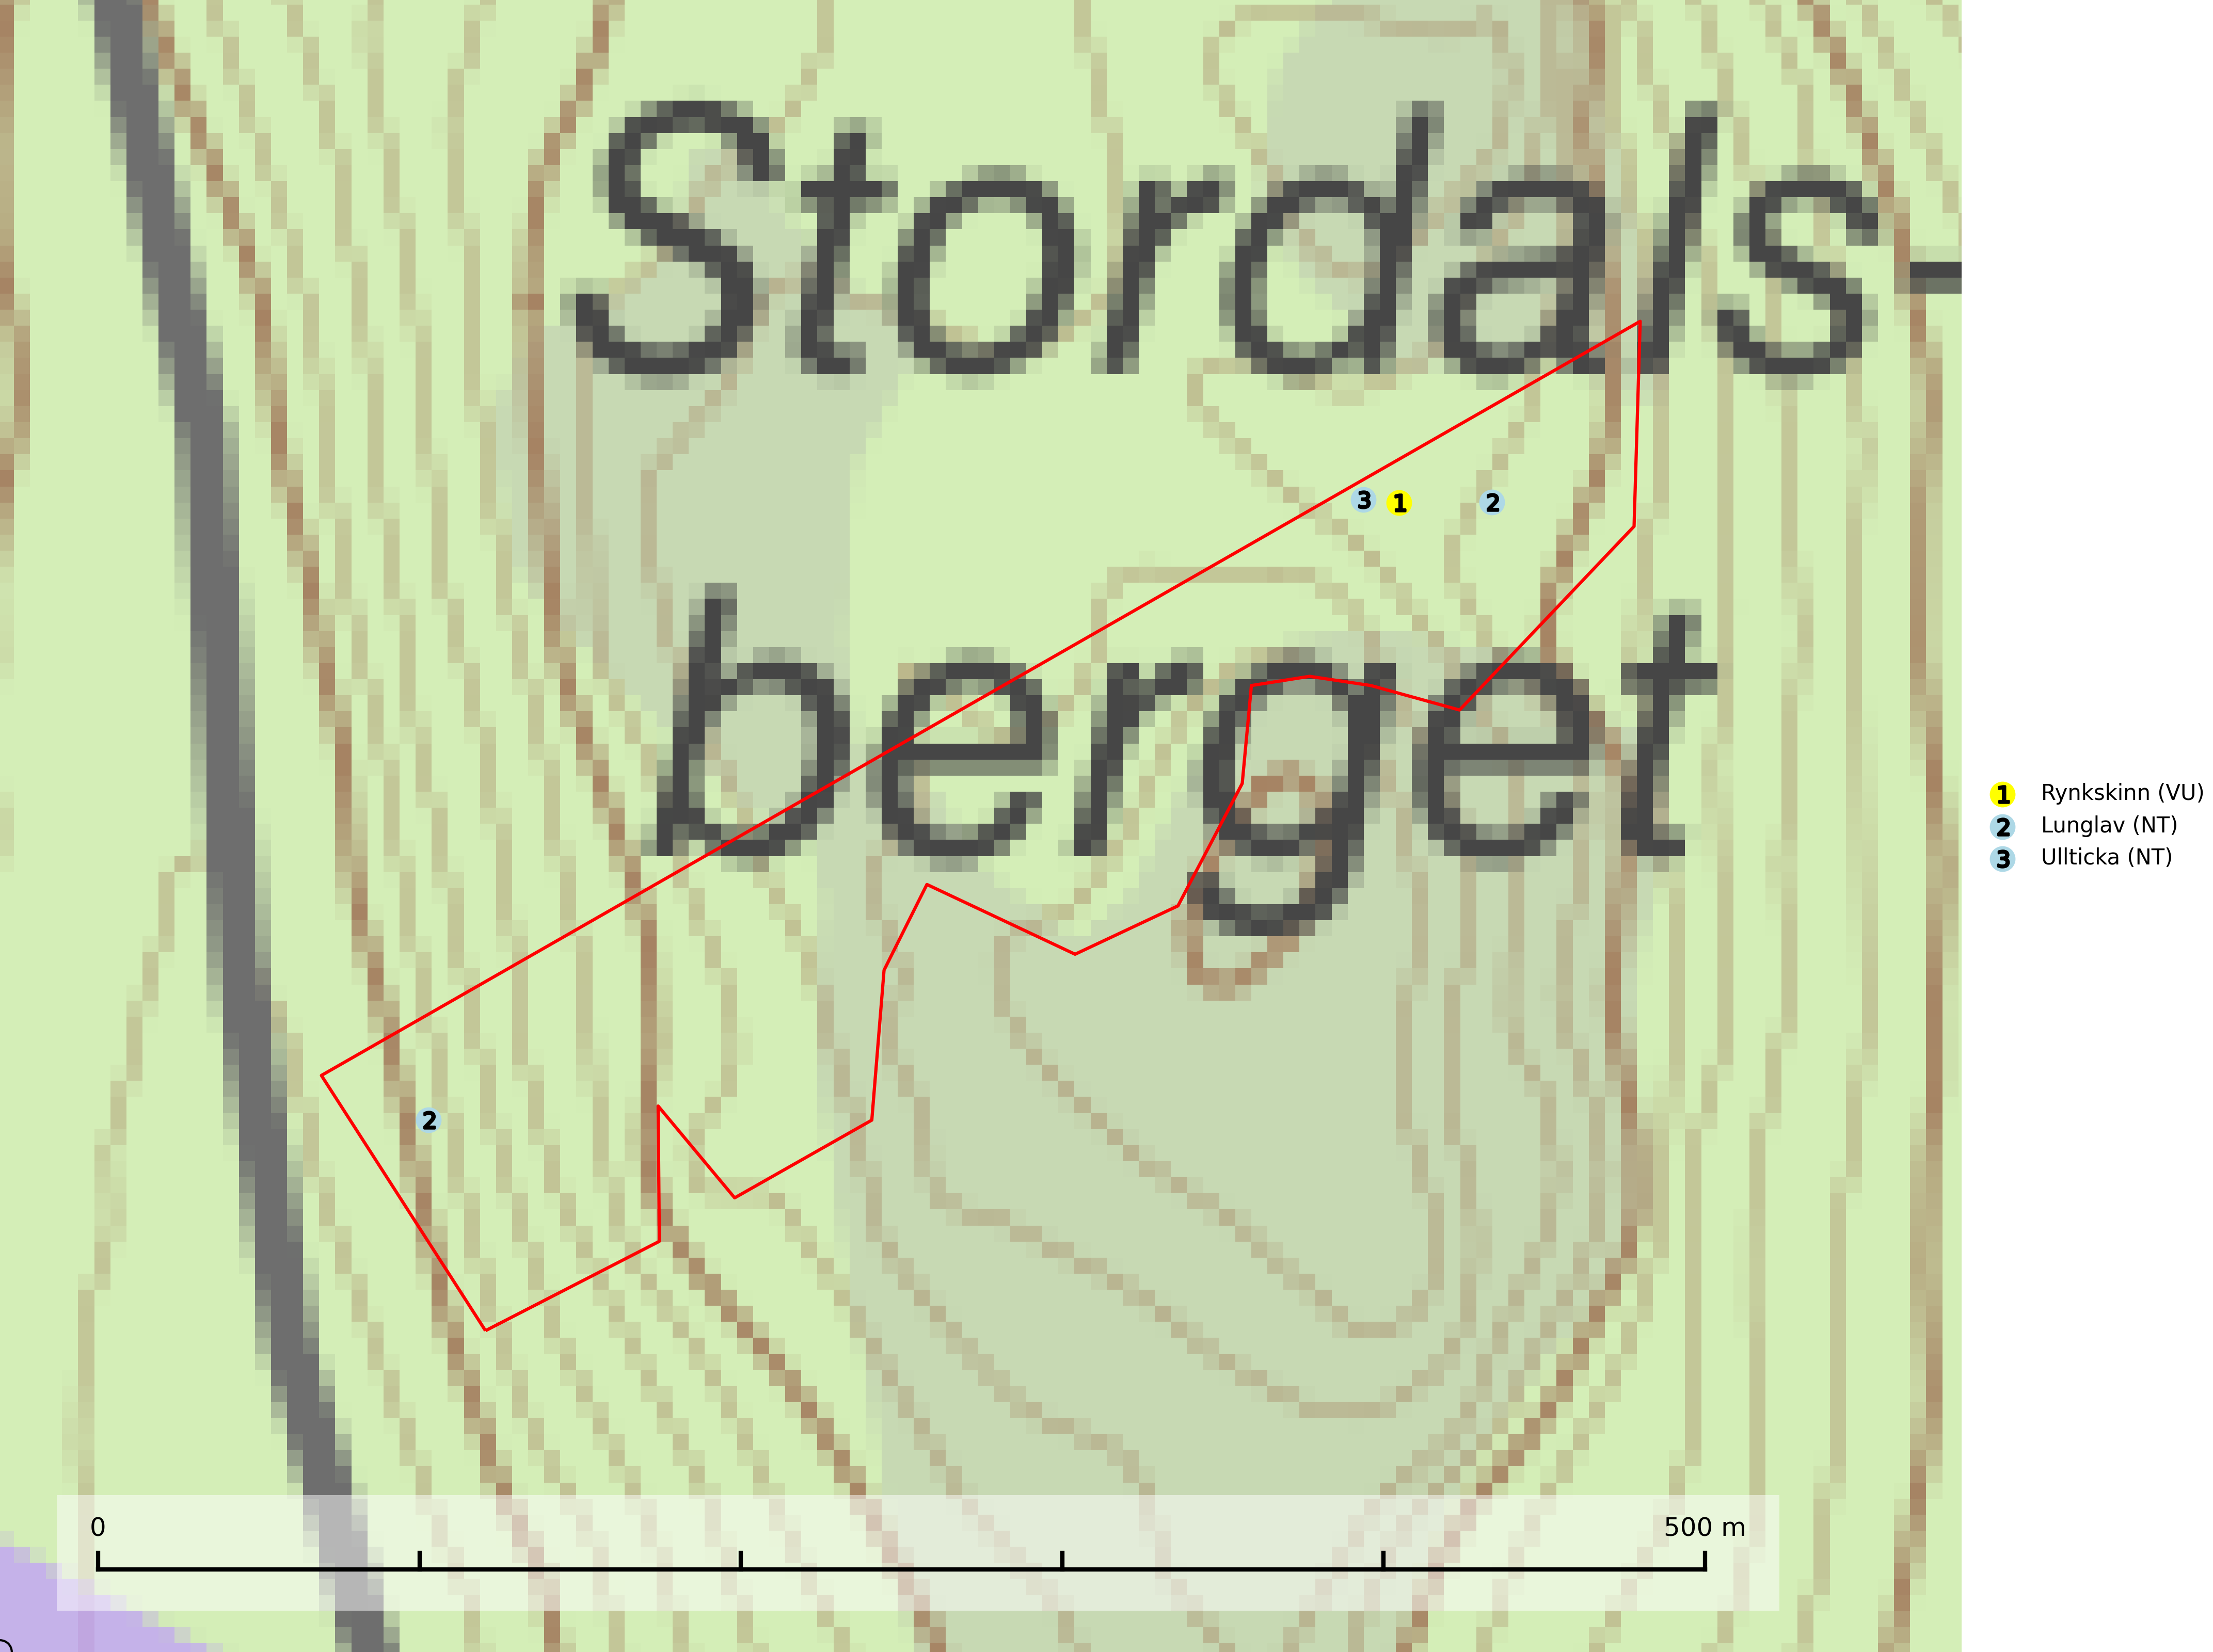 Stordals-
berget
3
1
2
2
1 Rynkskinn (VU)
2 Lunglav (NT)
3 Ullticka (NT)
0 500 m